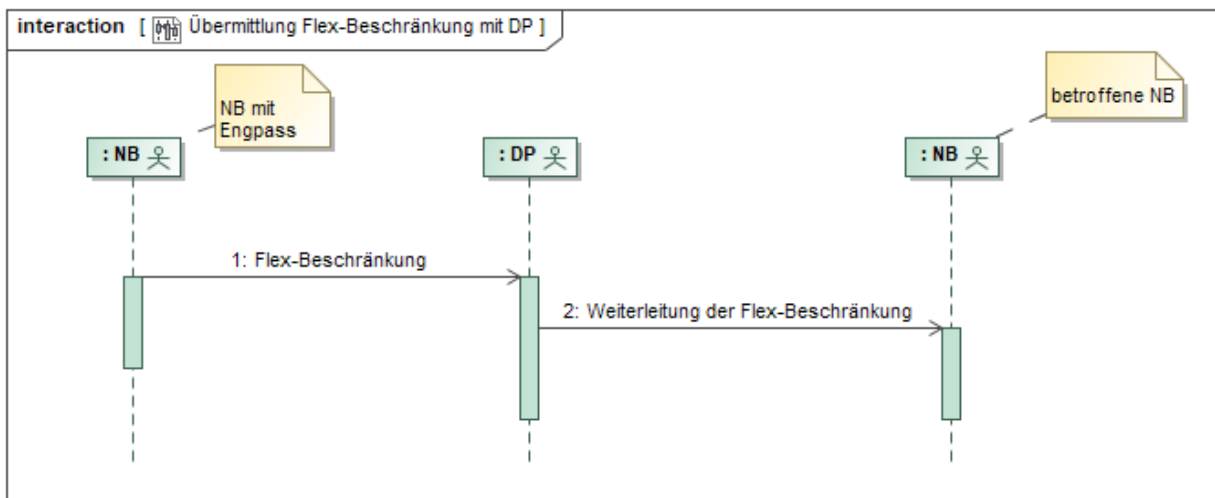 interaction [ Übermittlung Flex-Beschränkung mit DP ]
NB mit
Engpass
betroffene NB
: NB
: DP
: NB
1: Flex-Beschränkung
2: Weiterleitung der Flex-Beschränkung